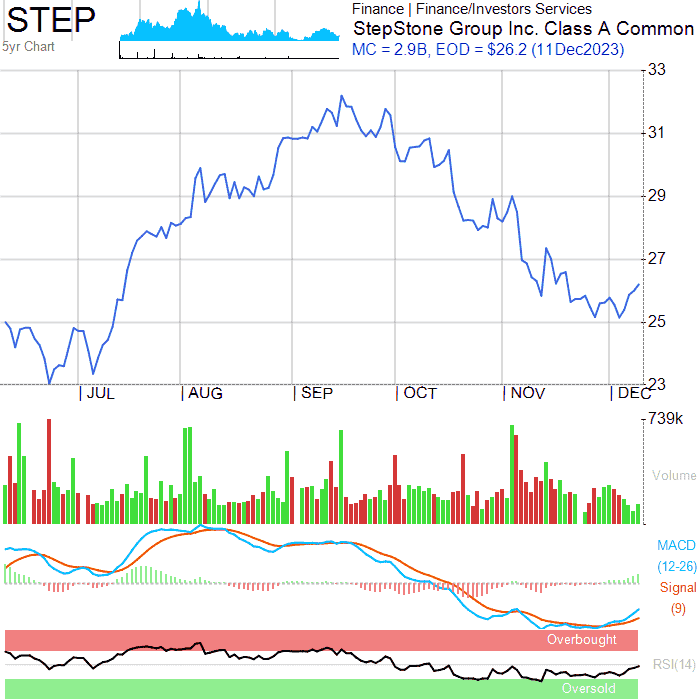 STEP
5yr Chart
Finance | Finance/Investors Services
StepStone Group Inc. Class A Common
MC = 2.9B, EOD = $26.2 (11Dec2023)
33
31
29
27
25
23
JUL
AUG
SEP
OCT
NOV
DEC
739k
Volume
MACD
(12-26)
Signal
(9)
Overbought
RSI(14)
Oversold